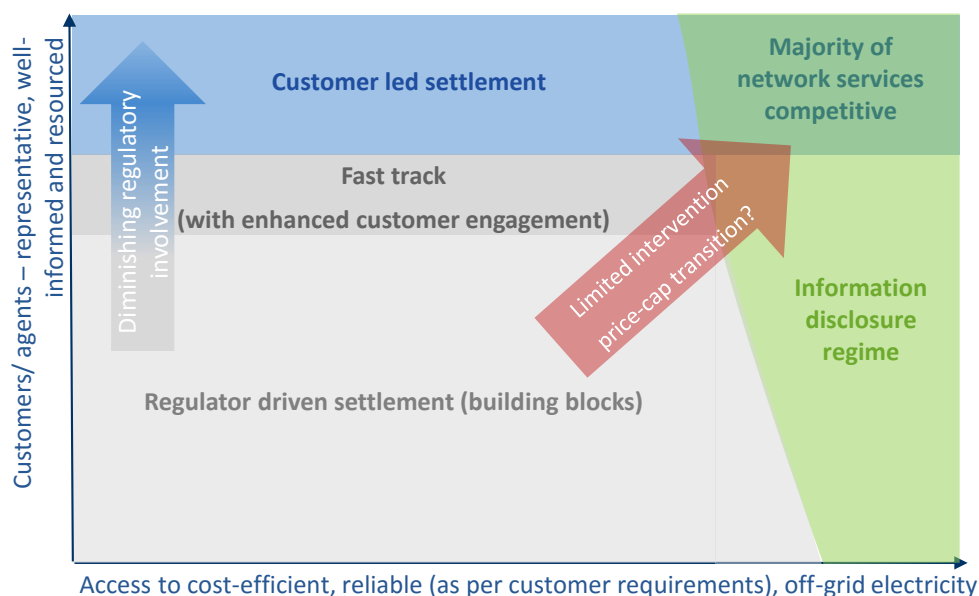 Customers/ agents – representative, well-
informed and resourced
Diminishing regulatory
involvement
Customer led settlement
Majority of
network services
competitive
Fast track
(with enhanced customer engagement)
Limited intervention
price-cap transition?
Information
disclosure
regime
Regulator driven settlement (building blocks)
Access to cost-efficient, reliable (as per customer requirements), off-grid electricity